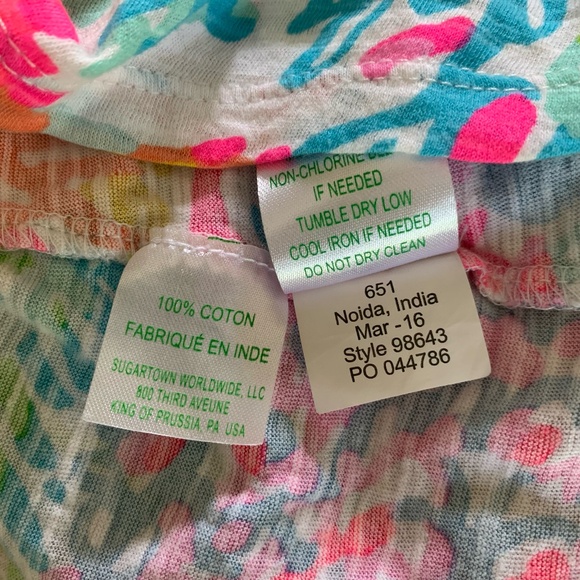 NON-CHLORINE
IF NEEDED
TUMBLE DRY LOW
COOL IRON IF NEEDED
DO NOT DRY CLEAN
651
Noida, India
Mar -16
Style 98643
PO 044786
100% COTON
FABRIQUÉ EN INDE
SUGARTOWN WORLDWIDE, LLC
800 THIRD AVEUNE
KING OF PRUSSIA, PA USA